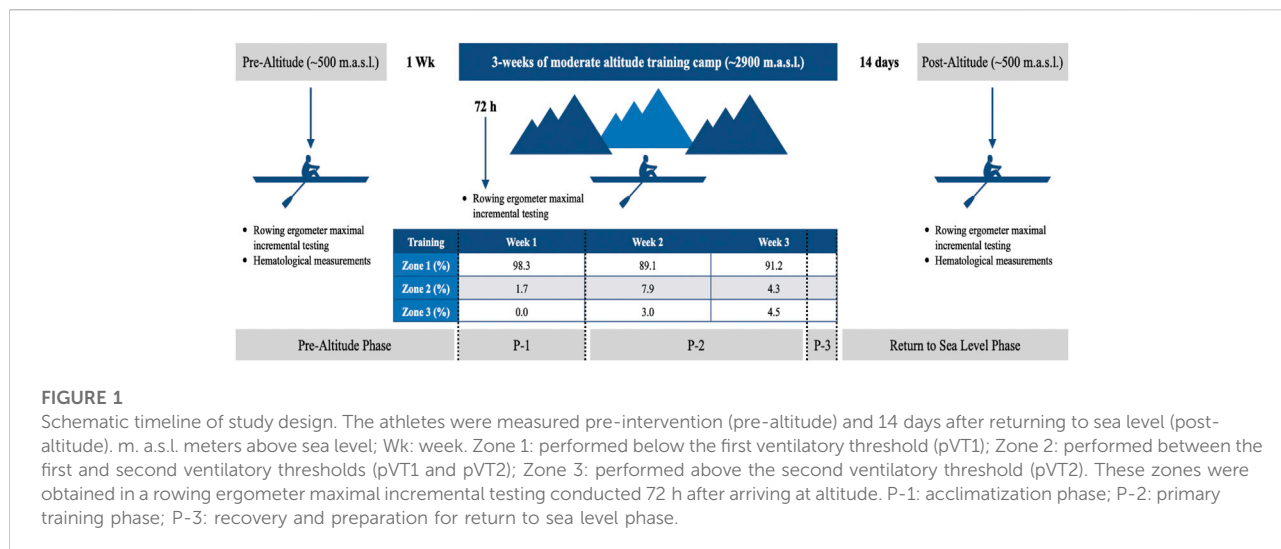 Pre-Altitude (~500 m.a.s.l.) 1 Wk 3-weeks of moderate altitude training camp (~2900 m.a.s.l.) 14 days Post-Altitude (~500 m.a.s.l.)
72 h
• Rowing ergometer maximal
incremental testing
• Rowing ergometer maximal
incremental testing
• Hematological measurements
• Rowing ergometer maximal
incremental testing
• Hematological measurements
Training Week 1 Week 2 Week 3
Zone 1 (%) 98.3 89.1 91.2
Zone 2 (%) 1.7 7.9 4.3
Zone 3 (%) 0.0 3.0 4.5
Pre-Altitude Phase P-1 P-2 P-3 Return to Sea Level Phase
FIGURE 1
Schematic timeline of study design. The athletes were measured pre-intervention (pre-altitude) and 14 days after returning to sea level (post-
altitude). m. a.s.l. meters above sea level; Wk: week. Zone 1: performed below the first ventilatory threshold (pVT1); Zone 2: performed between the
first and second ventilatory thresholds (pVT1 and pVT2); Zone 3: performed above the second ventilatory threshold (pVT2). These zones were
obtained in a rowing ergometer maximal incremental testing conducted 72 h after arriving at altitude. P-1: acclimatization phase; P-2: primary
training phase; P-3: recovery and preparation for return to sea level phase.